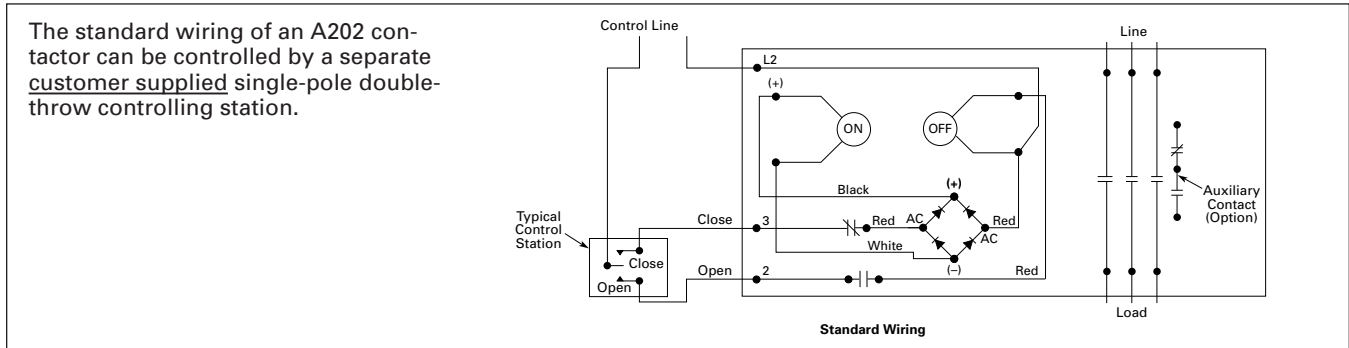 The standard wiring of an A202 con-
tactor can be controlled by a separate
customer supplied single-pole double-
throw controlling station.
Control Line
Line
L2
(+)
ON
OFF
Black
(+)
Auxiliary
Contact
(Option)
Typical
Control
Station
Close
3
Red
AC
Red
White
AC
Close
Open
Open
2
(–)
Red
Load
Standard Wiring